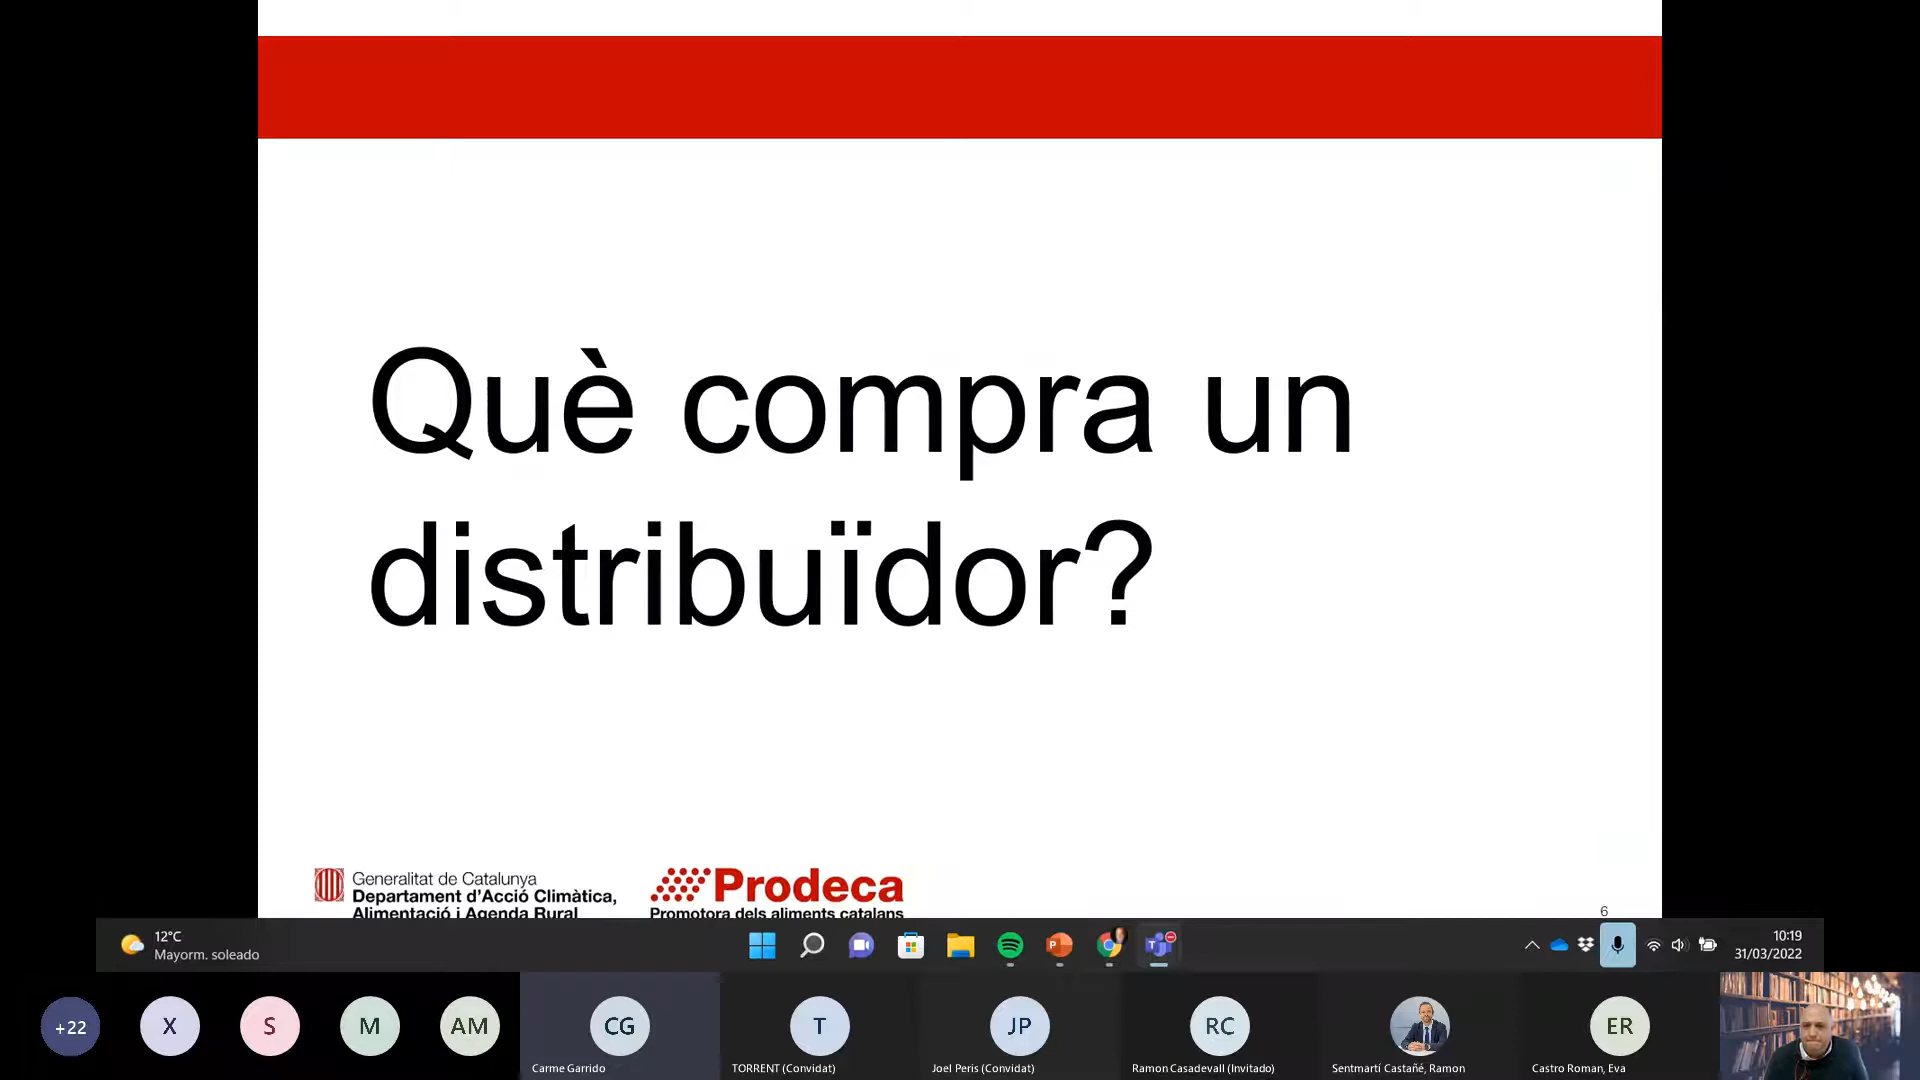 Què compra un
distribuïdor?
Generalitat de Catalunya
Departament d'Acció Climàtica,
Alimentació i Agenda Rural
Prodeca
Promotora dels aliments catalans
6
12°C
Mayorm. soleado
10:19
31/03/2022
+22
X
S
M
AM
CG
T
JP
RC
ER
Carme Garrido
TORRENT (Convidat)
Joel Peris (Convidat)
Ramon Casadevall (Invitado)
Sentmartí Castañé, Ramon
Castro Roman, Eva